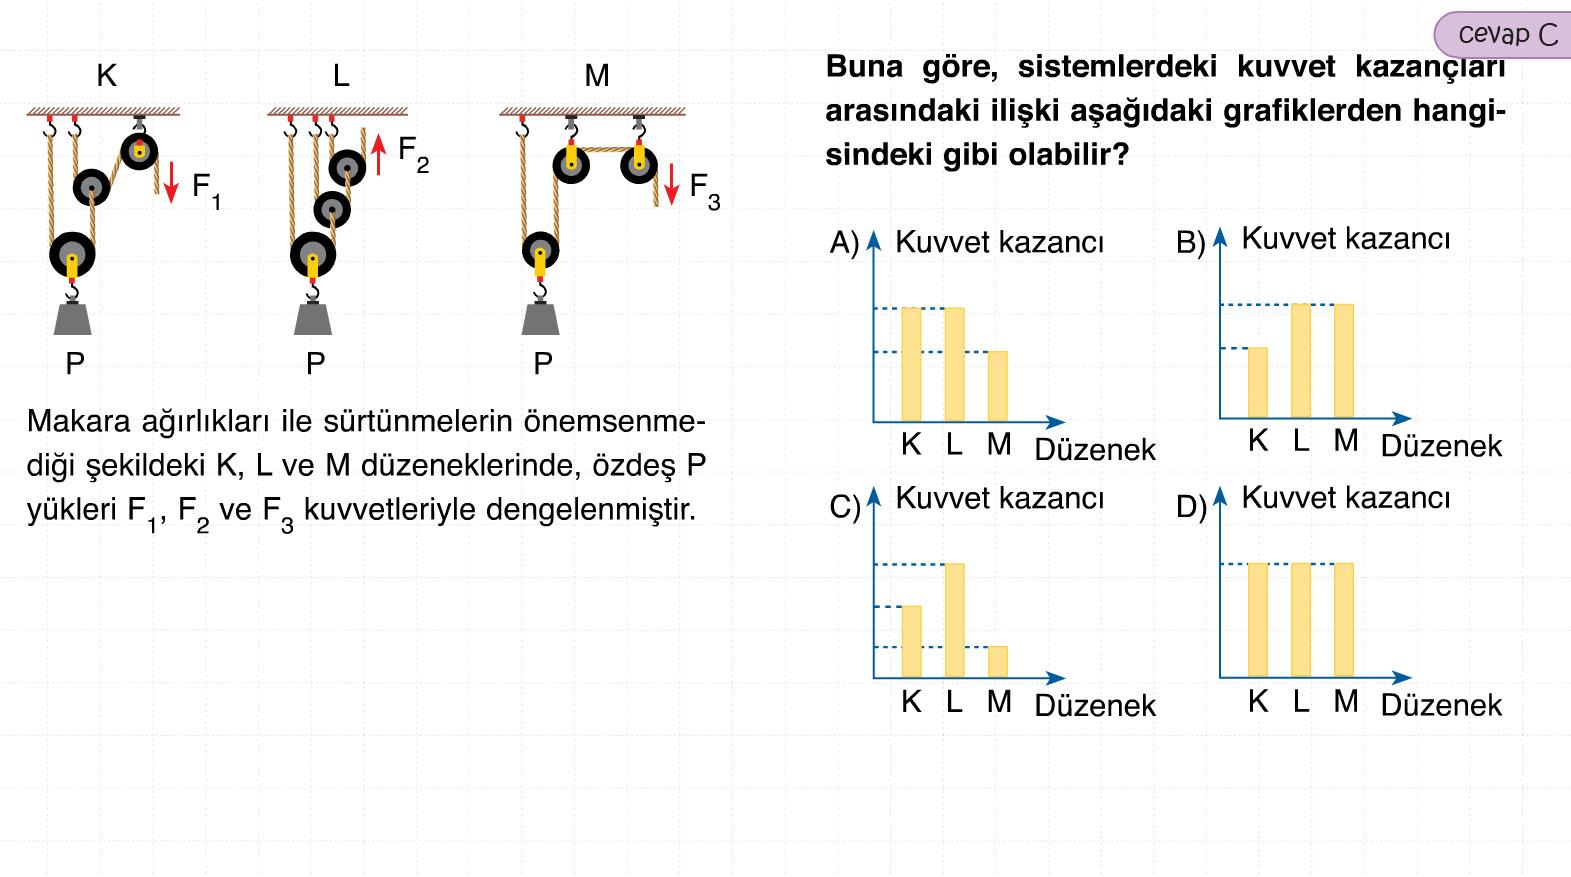 cevap C
K L M
F1
F2
F3
P P P
Makara ağırlıkları ile sürtünmelerin önemsenme-
diği şekildeki K, L ve M düzeneklerinde, özdeş P
yükleri F1, F2 ve F3 kuvvetleriyle dengelenmiştir.
Buna göre, sistemlerdeki kuvvet kazançları
arasındaki ilişki aşağıdaki grafiklerden hangi-
sindeki gibi olabilir?
A) Kuvvet kazancı
K L M Düzenek
B) Kuvvet kazancı
K L M Düzenek
C) Kuvvet kazancı
K L M Düzenek
D) Kuvvet kazancı
K L M Düzenek